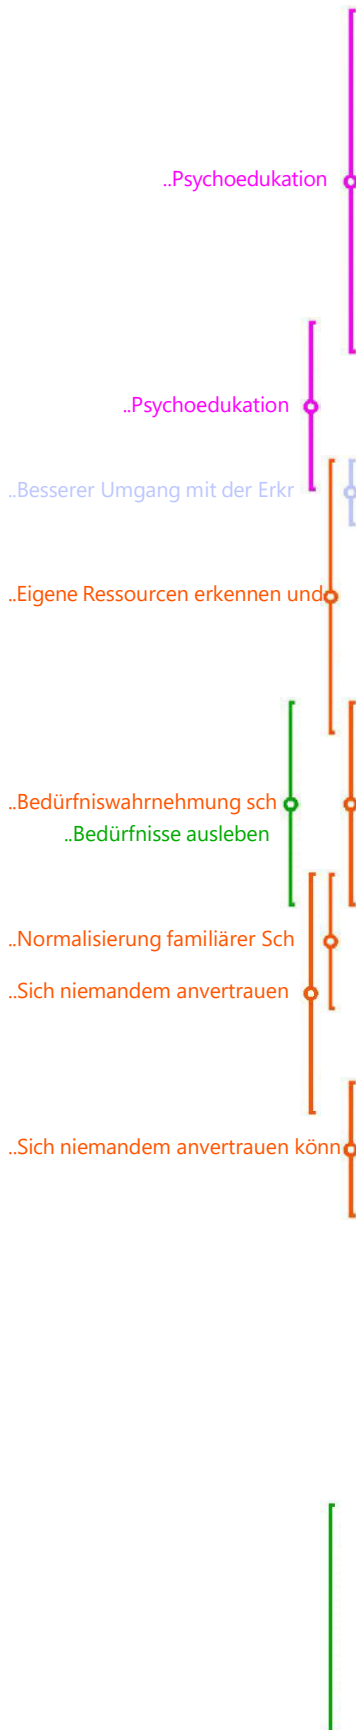 ..Psychoedukation
..Psychoedukation
..Besserer Umgang mit der Erkr
..Eigene Ressourcen erkennen und
..Bedürfniswahrnehmung sch
..Bedürfnisse ausleben
..Normalisierung familiärer Sch
..Sich niemandem anvertrauen
..Sich niemandem anvertrauen könn